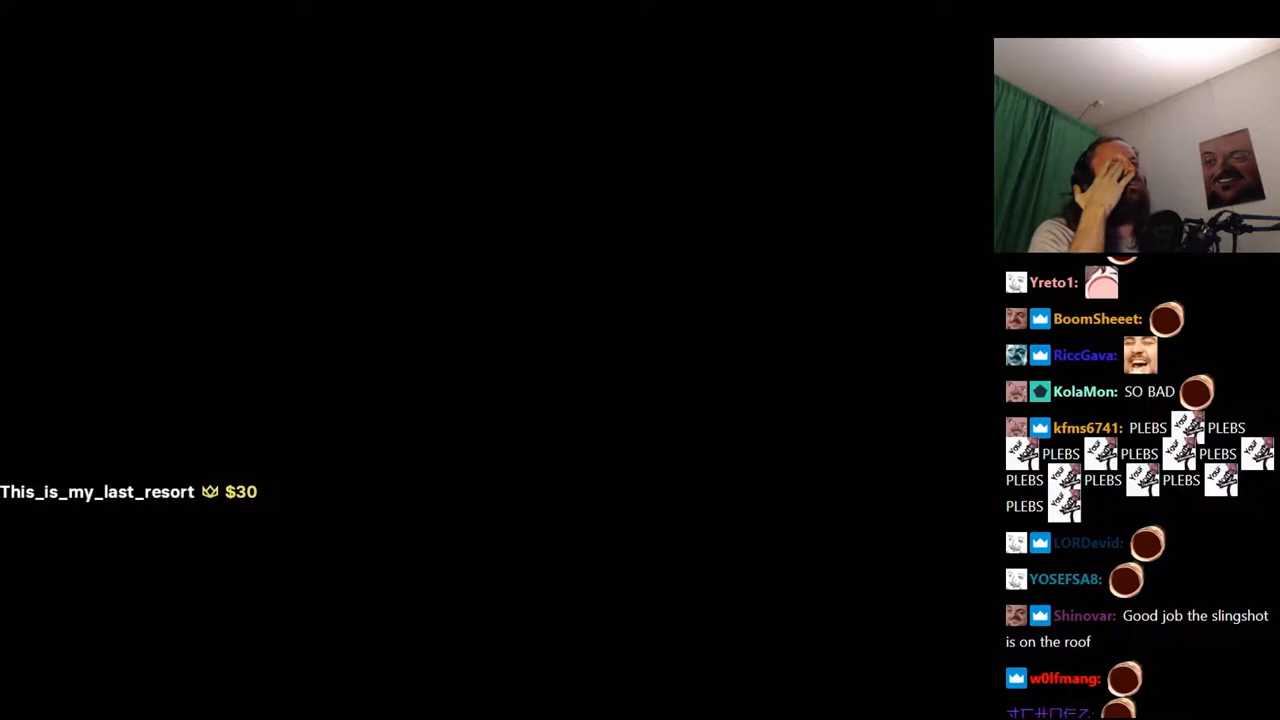 Yreto1:
BoomSheeet:
RiccGava:
KolaMon: SO BAD
kfms6741: PLEBS PLEBS
PLEBS PLEBS PLEBS
PLEBS PLEBS PLEBS
PLEBS
This_is_my_last_resort $30
LORDevid:
YOSEFSA8:
Shinovar: Good job the slingshot
is on the roof
w0lfmang: